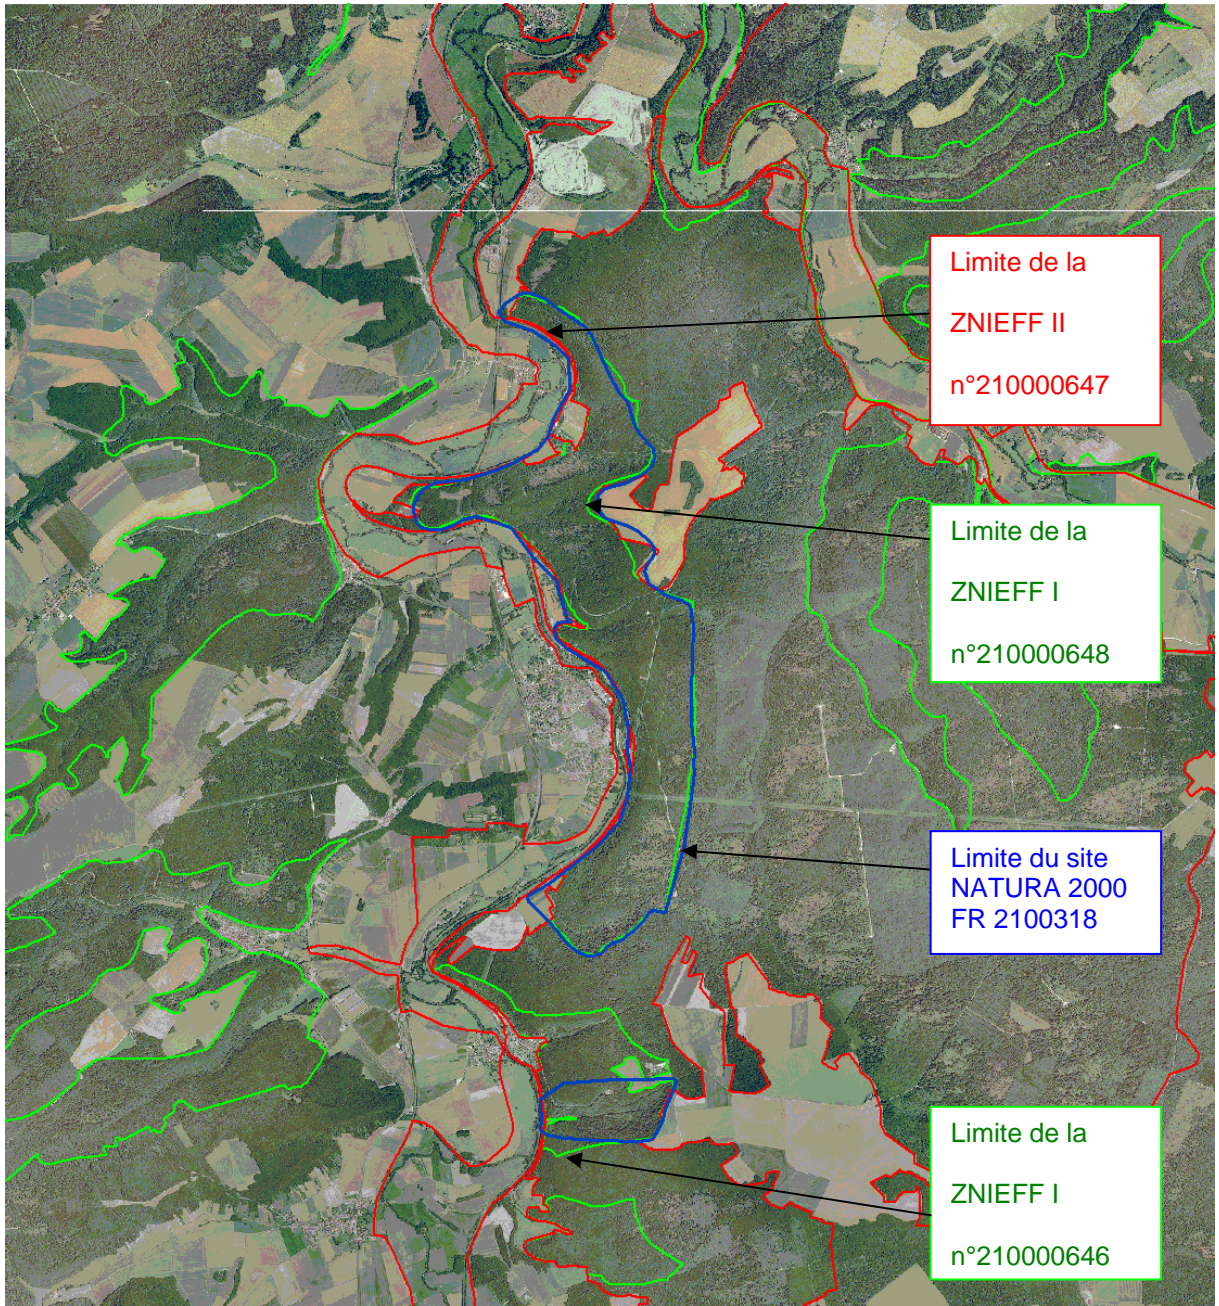 Limite de la
ZNIEFF II
n°210000647
Limite de la
ZNIEFF I
n°210000648
Limite du site
NATURA 2000
FR 2100318
Limite de la
ZNIEFF I
n°210000646